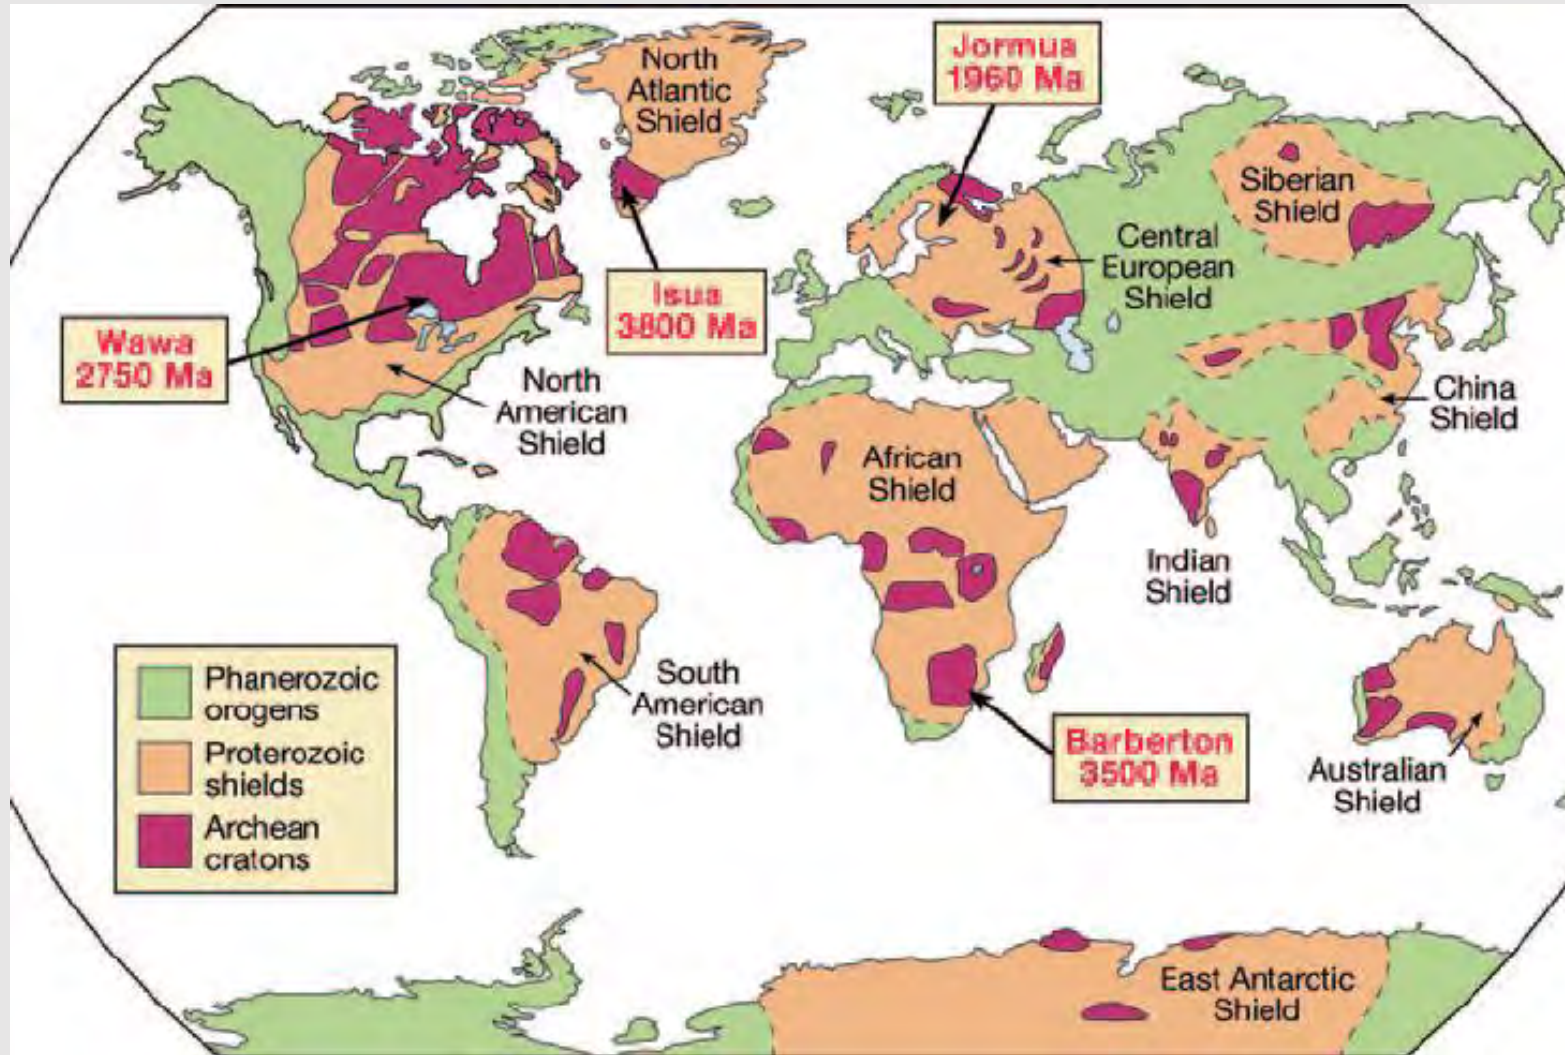 North
Atlantic
Shield
Jormua
1960 Ma
Siberian
Shield
Central
European
Shield
Isua
3800 Ma
Wawa
2750 Ma
North
American
Shield
China
Shield
African
Shield
Indian
Shield
South
American
Shield
Barberton
3500 Ma
Australian
Shield
Phanerozoic
orogens
Proterozoic
shields
Archean
cratons
East Antarctic
Shield